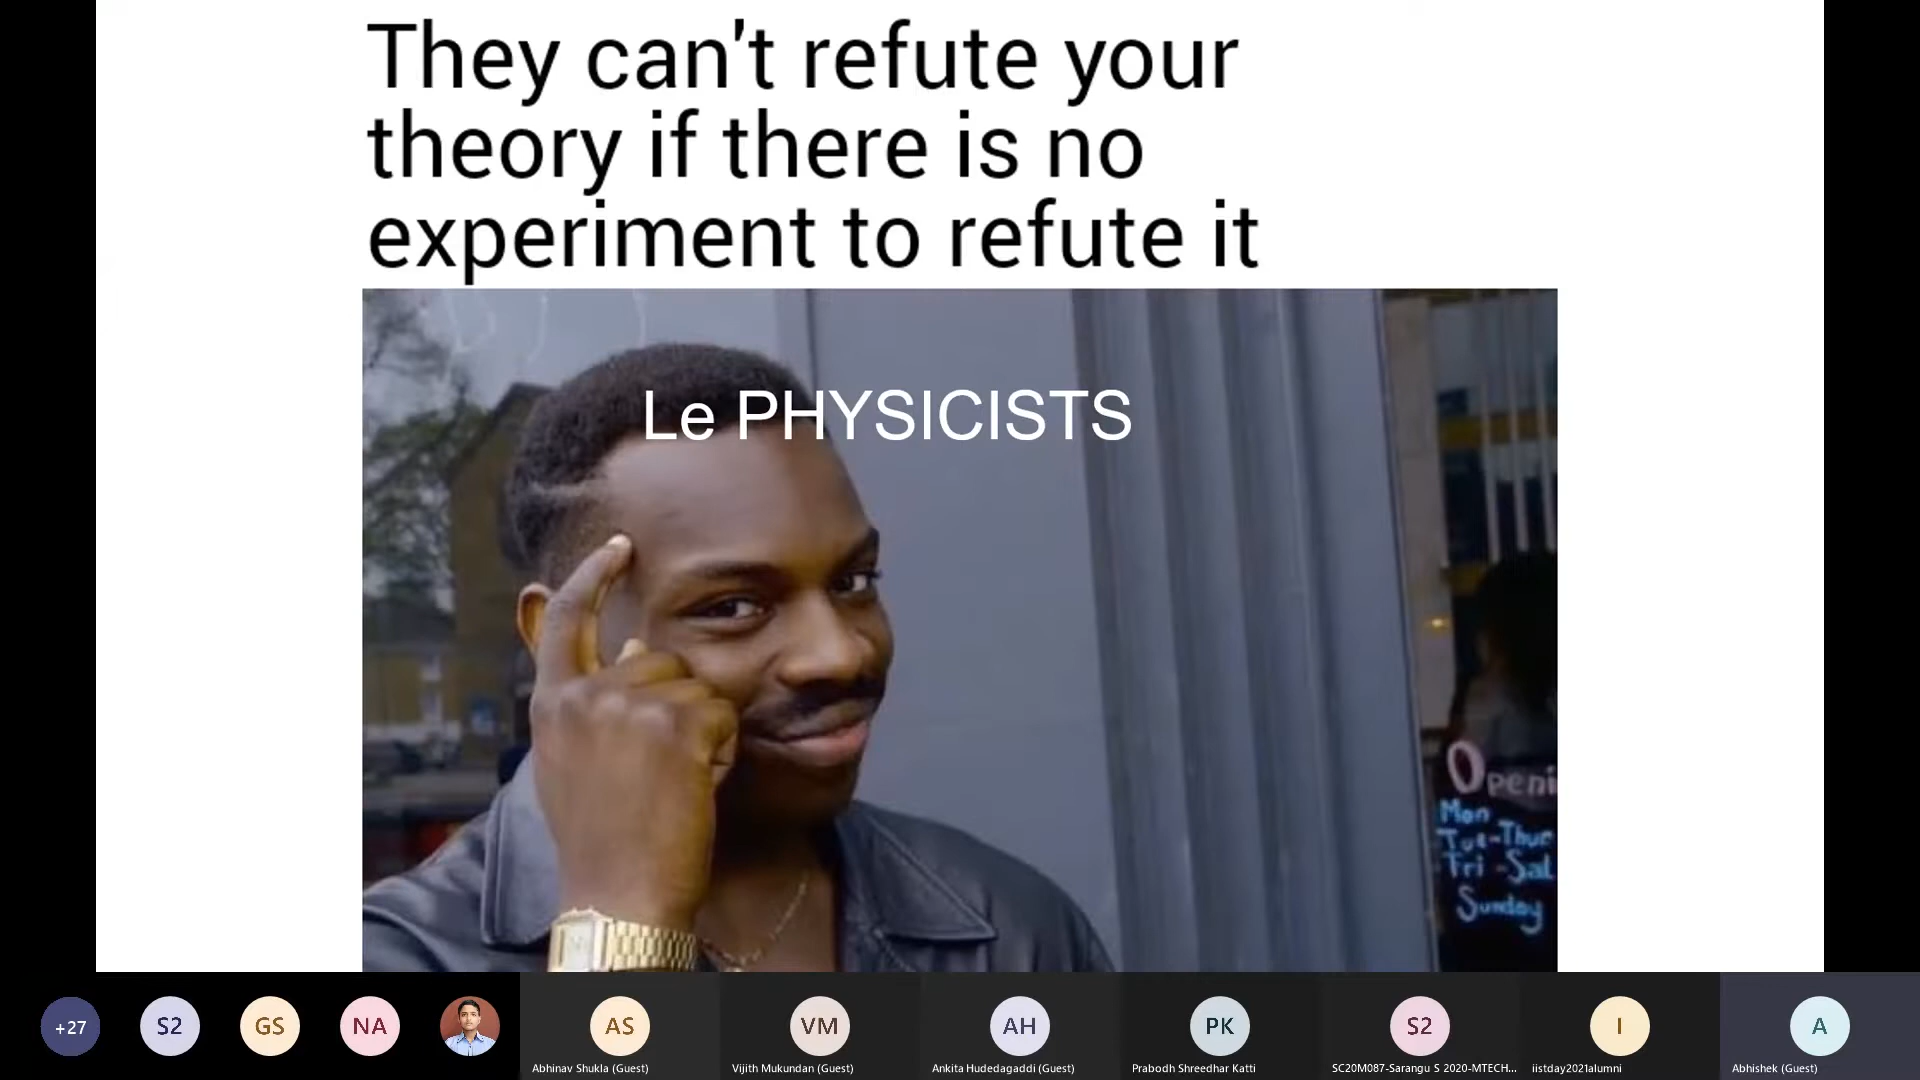 They can't refute your
theory if there is no
experiment to refute it
Le PHYSICISTS
Openi
Mon
Tue-Thur
Fri -Sat
Sunday
+27
S2
GS
NA
AS
VM
AH
PK
S2
I
A
Abhinav Shukla (Guest)
Vijith Mukundan (Guest)
Ankita Hudedagaddi (Guest)
Prabodh Shreedhar Katti
SC20M087-Sarangu S 2020-MTECH...
iistday2021alumni
Abhishek (Guest)